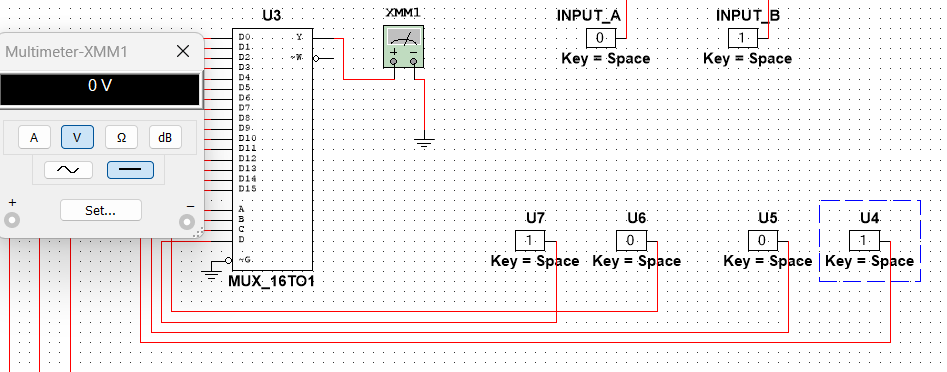 U3
XMM1
INPUT_A
INPUT_B
0
1
Key = Space
Key = Space
Multimeter-XMM1
0 V
A
V
Ω
dB
Set...
+
−
D0
D1
D2
D3
D4
D5
D6
D7
D8
D9
D10
D11
D12
D13
D14
D15
A
B
C
D
~G
Y
~W
+
−
MUX_16TO1
U7
U6
U5
U4
1
0
0
1
Key = Space
Key = Space
Key = Space
Key = Space